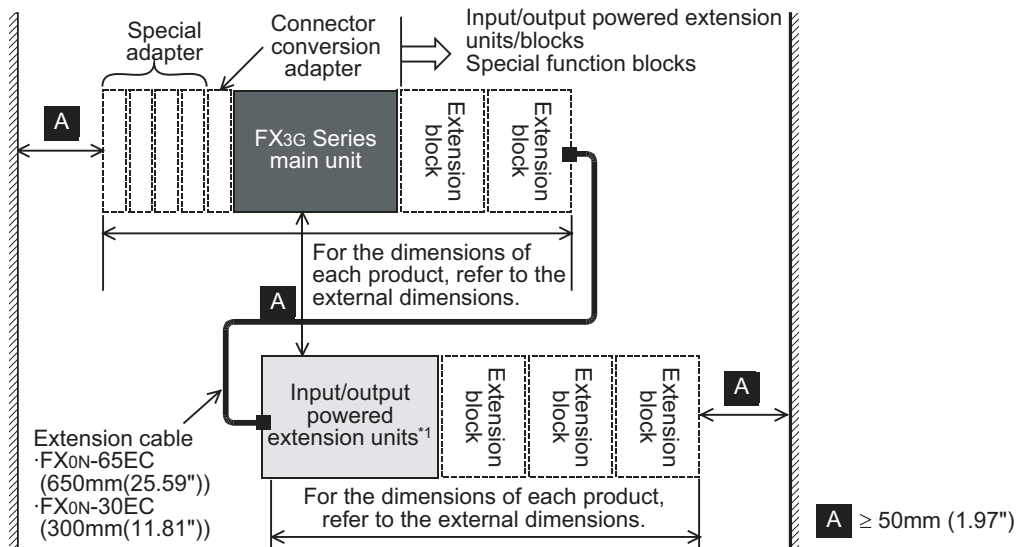 Special
adapter
Connector
conversion
adapter
Input/output powered extension
units/blocks
Special function blocks
A
FX3G Series
main unit
Extension
block
Extension
block
For the dimensions of
each product, refer to the
external dimensions.
A
Input/output
powered
extension units*1
Extension
block
Extension
block
Extension
block
A
Extension cable
·FX0N-65EC
(650mm(25.59"))
·FX0N-30EC
(300mm(11.81"))
For the dimensions of each product,
refer to the external dimensions.
A ≥ 50mm (1.97")